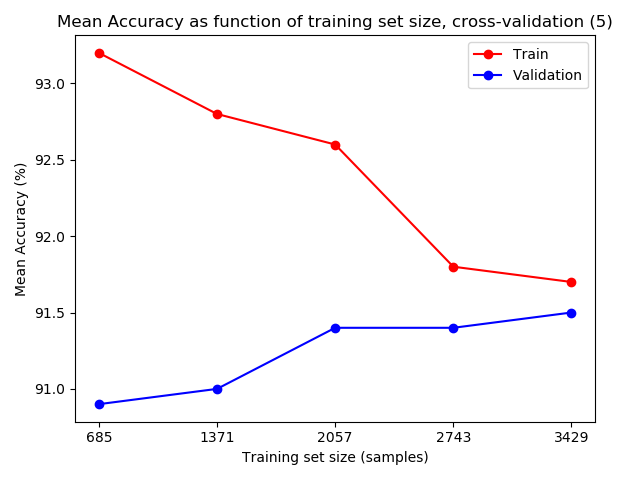 Mean Accuracy as function of training set size, cross-validation (5)
Train
Validation
Mean Accuracy (%)
93.0
92.5
92.0
91.5
91.0
685 1371 2057 2743 3429
Training set size (samples)